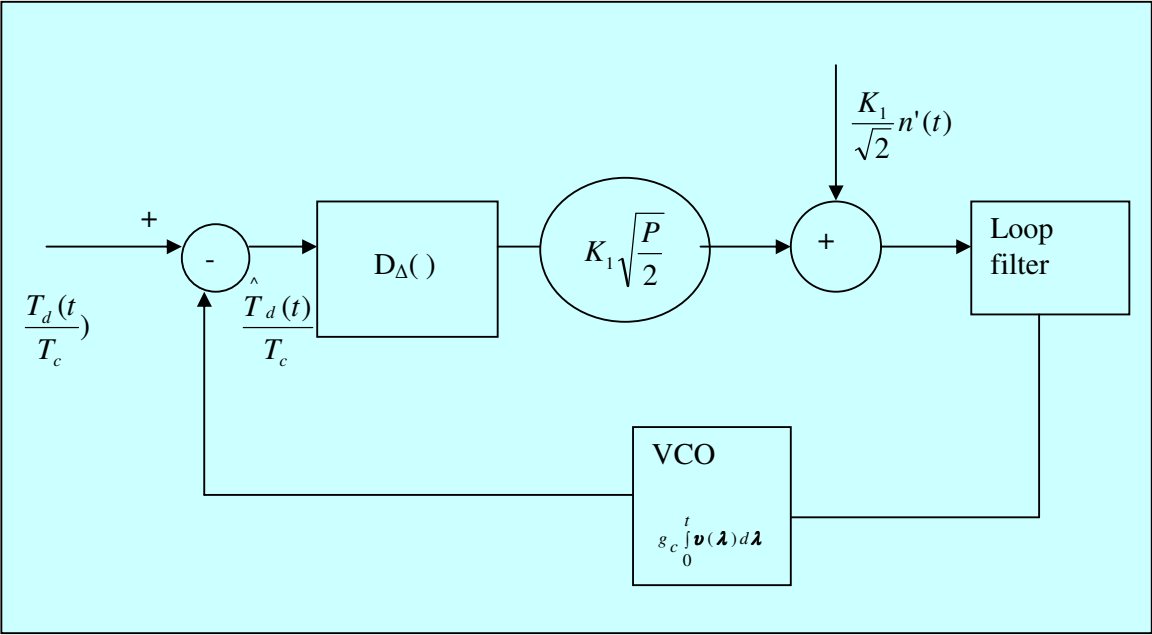 K₁/√2 n'(t)
+
-
D_Δ( )
K₁√(P/2)
+
Loop
filter
T_d(t/T_c)
T̂_d(t)/T_c
VCO
g_c ∫₀ᵗ υ(λ)dλ